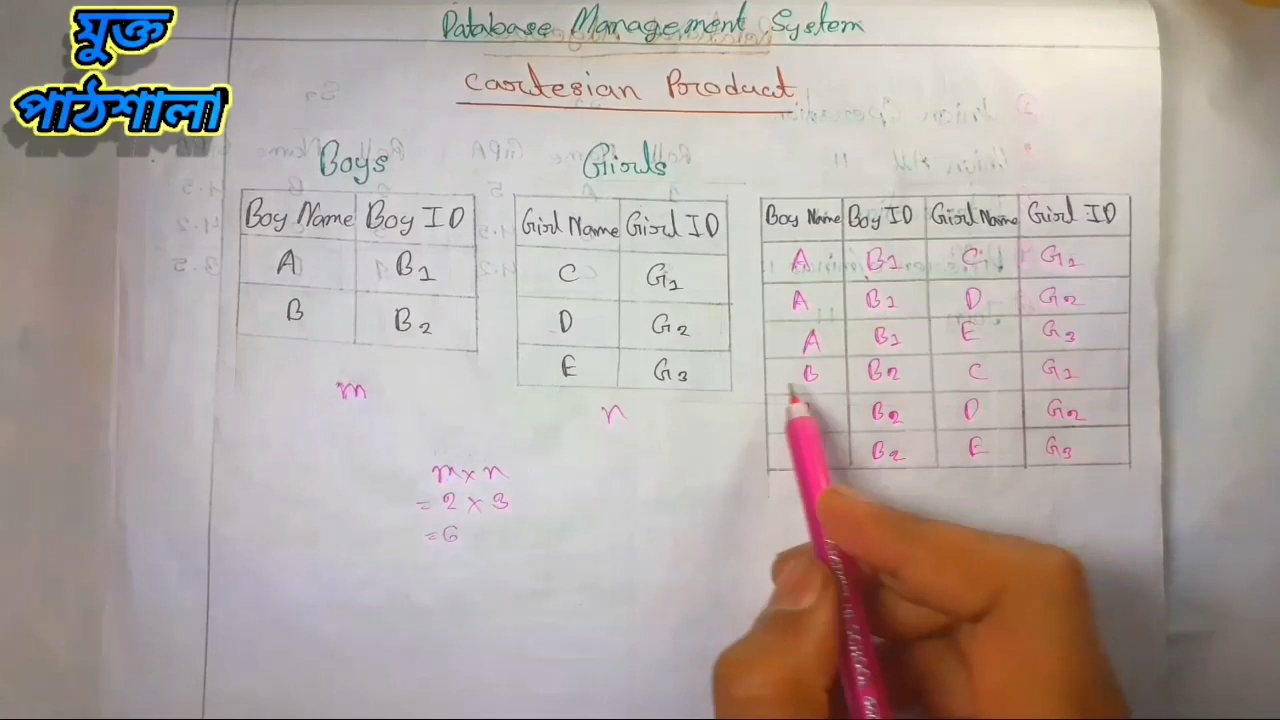 মুক্ত
পাঠশালা
Database Management System
Cartesian Product
Boys
Boy Name Boy ID
A B1
B B2
m
Girls
Girl Name Girl ID
C G1
D G2
E G3
n
m x n
= 2 x 3
= 6
Boy Name Boy ID Girl Name Girl ID
A B1 C G1
A B1 D G2
A B1 E G3
B B2 C G1
B2 D G2
B2 E G3